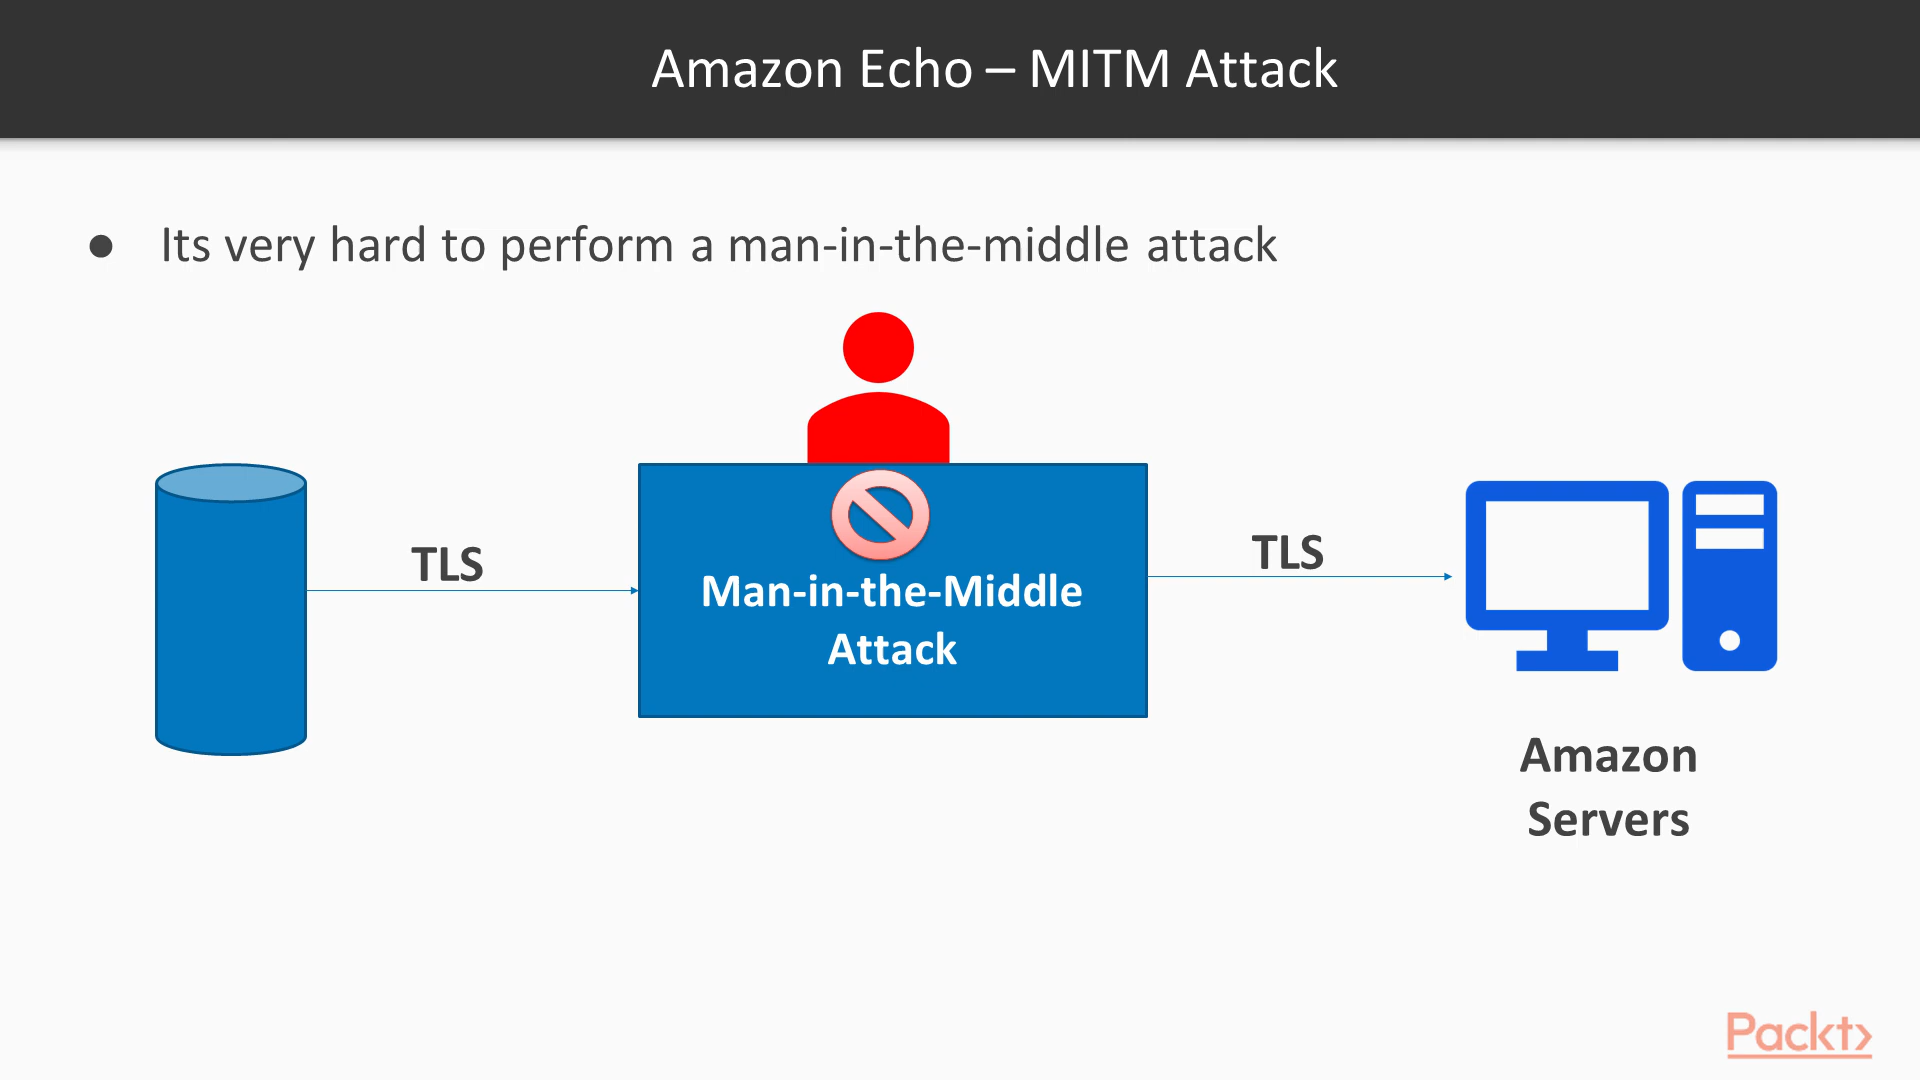 Amazon Echo – MITM Attack
● Its very hard to perform a man-in-the-middle attack
TLS
TLS
Man-in-the-Middle
Attack
Amazon
Servers
Packt>